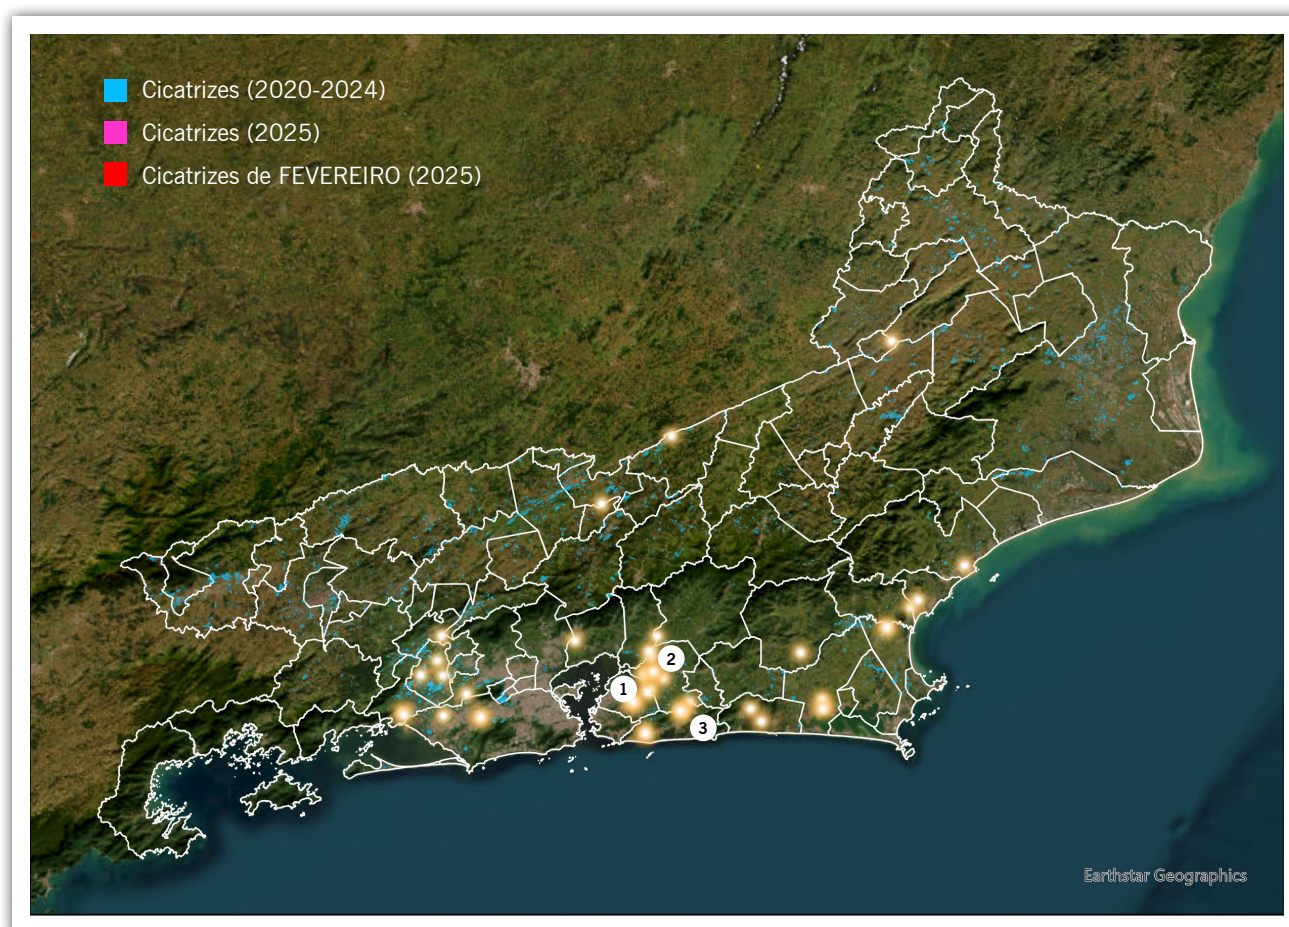 Cicatrizes (2020-2024)
Cicatrizes (2025)
Cicatrizes de FEVEREIRO (2025)
2
1
3
Earthstar Geographics